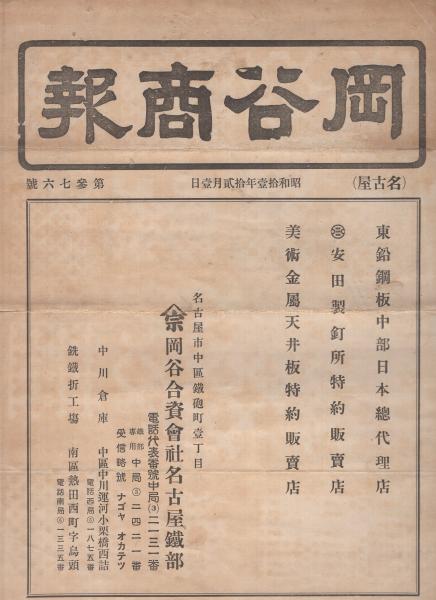 岡谷商報
(名古屋)
昭和拾壹年拾貳月壹日
第參七六號
東鉛鋼板中部日本總代理店
安田製釘所特約販賣店
美術金屬天井板特約販賣店
名古屋市中區鐵砲町壹丁目
岡谷合資會社名古屋鐵部
電話代表番號中局(3)二一三一番
鐵部專用 中局(3)二四二一番
受信略號 ナゴヤ オカテツ
中川倉庫 中區中川運河小栗橋西詰
電話西局(5)一八七五番
銑鐵折工場 南區熱田西町字烏頭
電話南局(6)一三三五番